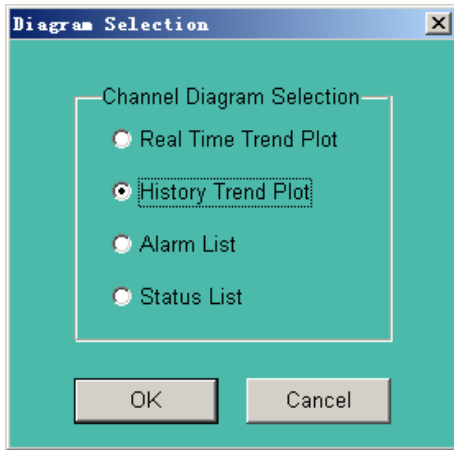 Diagram Selection
Channel Diagram Selection
Real Time Trend Plot
History Trend Plot
Alarm List
Status List
OK Cancel